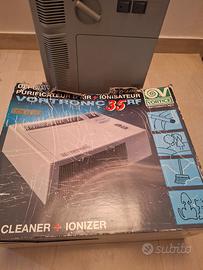 PURIFICATEUR D'AIR + IONISATEUR
VORTRONIC 35 RF
VORTICE
CLEANER + IONIZER
subito